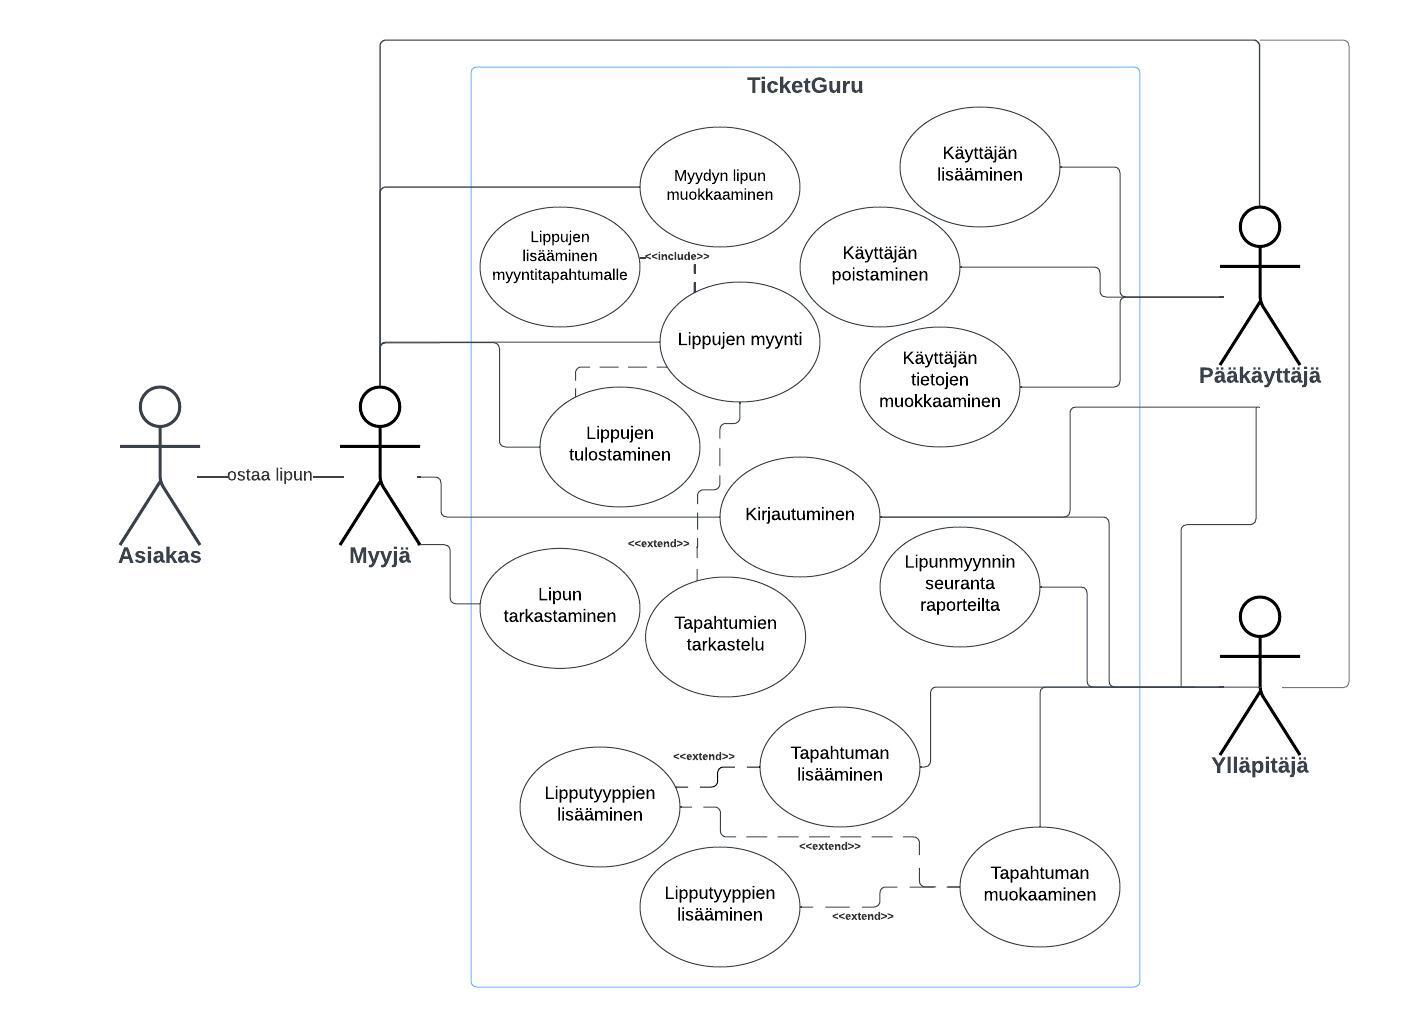 TicketGuru
Käyttäjän
lisääminen
Myydyn lipun
muokkaaminen
Lippujen
lisääminen
myyntitapahtumalle
<<include>>
Käyttäjän
poistaminen
Lippujen myynti
Käyttäjän
tietojen
muokkaaminen
Pääkäyttäjä
Lippujen
tulostaminen
ostaa lipun
Asiakas
Myyjä
Kirjautuminen
<<extend>>
Lipunmyynnin
seuranta
raporteilta
Lipun
tarkastaminen
Tapahtumien
tarkastelu
Ylläpitäjä
<<extend>>
Tapahtuman
lisääminen
Lipputyyppien
lisääminen
<<extend>>
Tapahtuman
muokaaminen
Lipputyyppien
lisääminen
<<extend>>